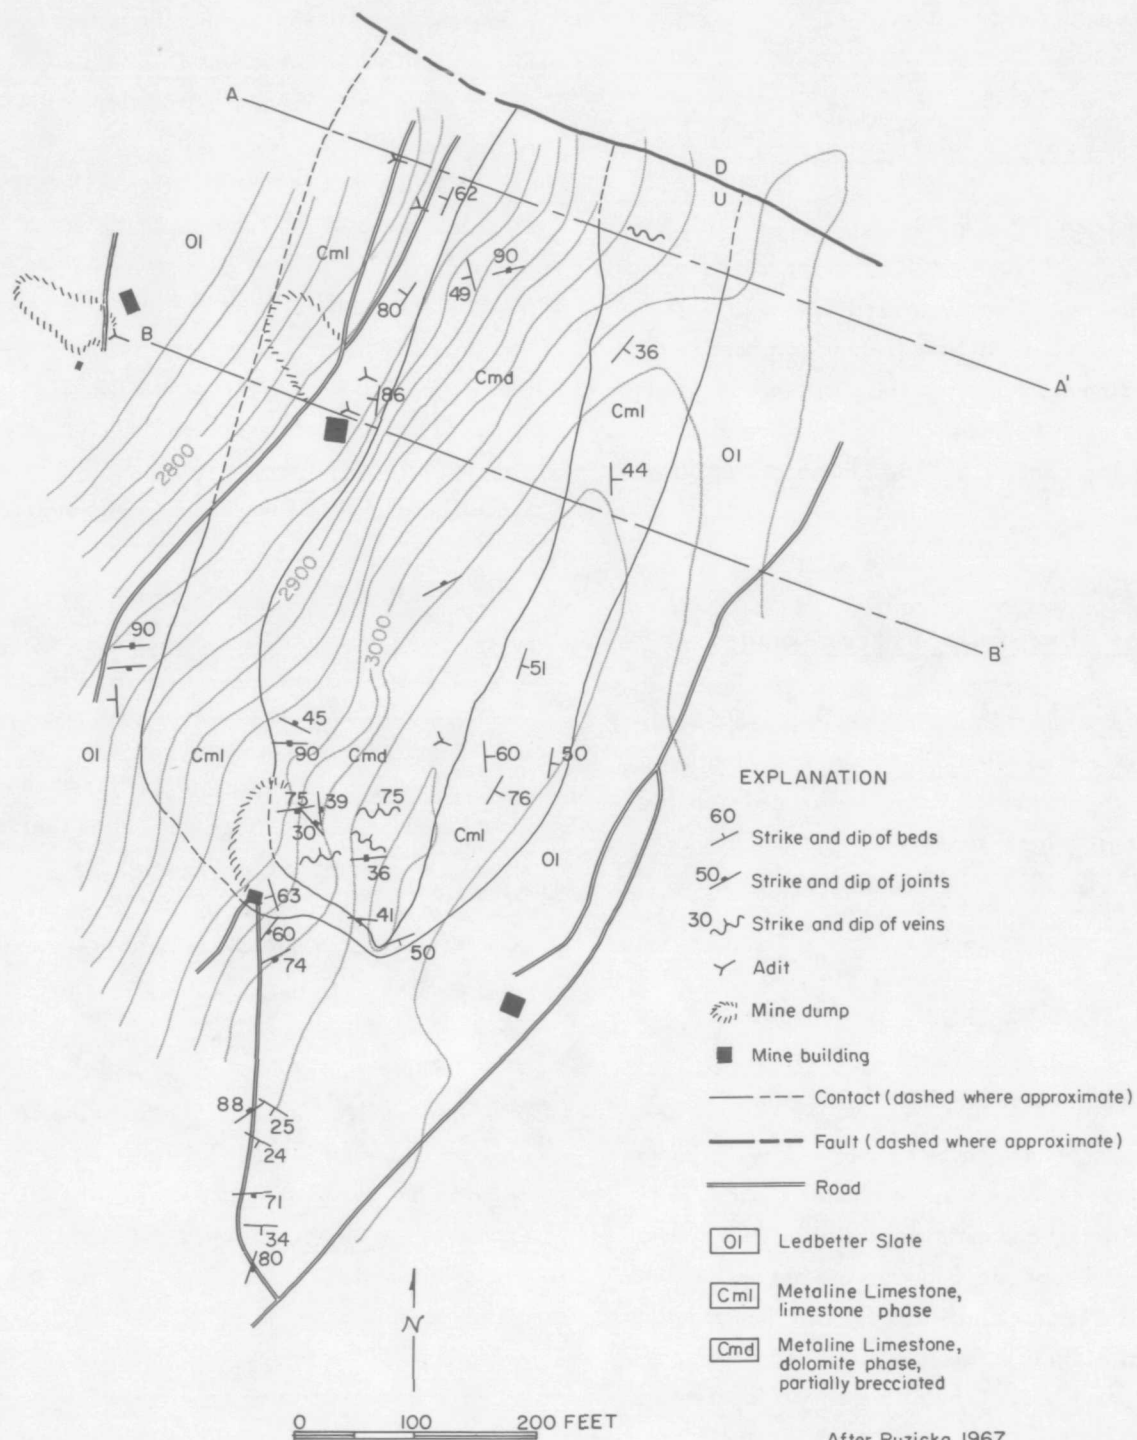 A
D
U
62
Ol
Cml
90
49
80
B
36
A'
Cmd
86
Cml
Ol
44
2800
2900
3000
90
B'
51
45
90
60
50
Ol
Cml
Cmd
75
39
75
76
30
Cml
Ol
36
63
41
60
50
74
88
25
24
71
34
80
N
0 100 200 FEET
EXPLANATION
60 Strike and dip of beds
50 Strike and dip of joints
30 Strike and dip of veins
Adit
Mine dump
Mine building
Contact (dashed where approximate)
Fault (dashed where approximate)
Road
Ol Ledbetter Slate
Cml Metaline Limestone,
limestone phase
Cmd Metaline Limestone,
dolomite phase,
partially brecciated
After Ruzicka, 1967